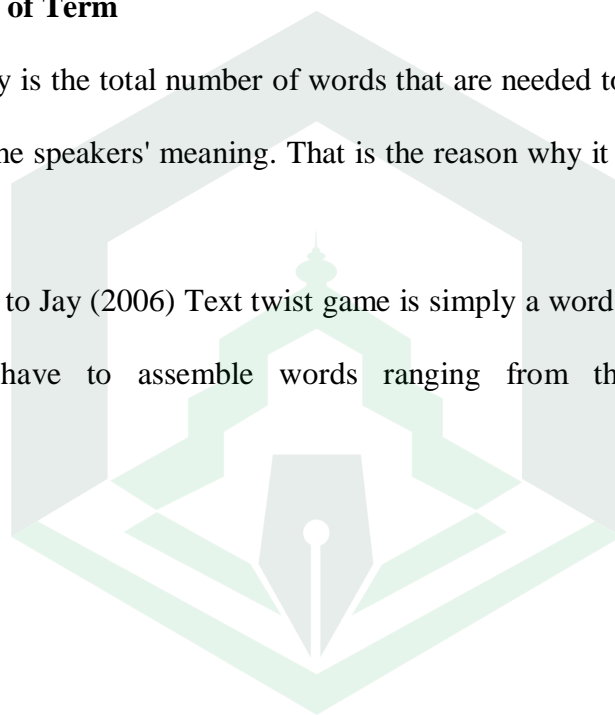 of Term
y is the total number of words that are needed to
he speakers' meaning. That is the reason why it
to Jay (2006) Text twist game is simply a word
have to assemble words ranging from th